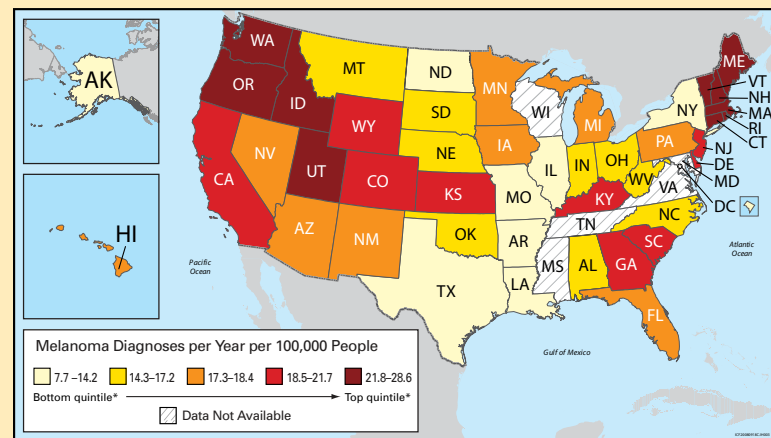 AK
HI
WA
OR
ID
MT
ND
SD
NE
WY
NV
UT
CO
CA
AZ
NM
KS
OK
TX
MN
IA
MO
AR
LA
WI
IL
MI
IN
OH
KY
TN
MS
AL
GA
FL
SC
NC
VA
WV
PA
NY
ME
VT
NH
MA
RI
CT
NJ
DE
MD
DC
Pacific
Ocean
Atlantic
Ocean
Gulf of Mexico
Melanoma Diagnoses per Year per 100,000 People
7.7–14.2 14.3–17.2 17.3–18.4 18.5–21.7 21.8–28.6
Bottom quintile* Top quintile*
Data Not Available